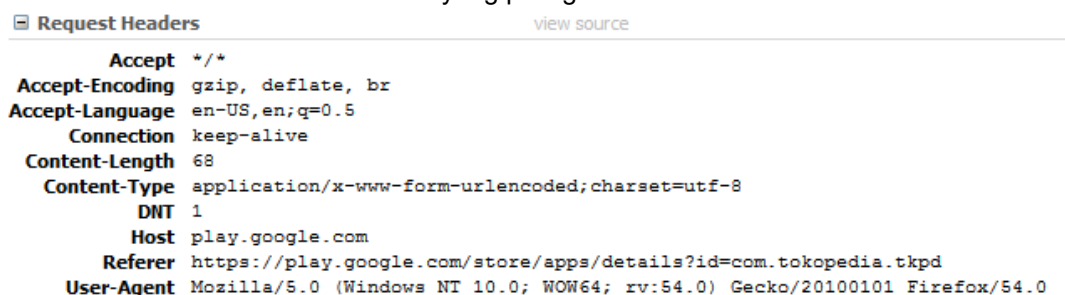 Request Headers view source
Accept */*
Accept-Encoding gzip, deflate, br
Accept-Language en-US,en;q=0.5
Connection keep-alive
Content-Length 68
Content-Type application/x-www-form-urlencoded;charset=utf-8
DNT 1
Host play.google.com
Referer https://play.google.com/store/apps/details?id=com.tokopedia.tkpd
User-Agent Mozilla/5.0 (Windows NT 10.0; WOW64; rv:54.0) Gecko/20100101 Firefox/54.0